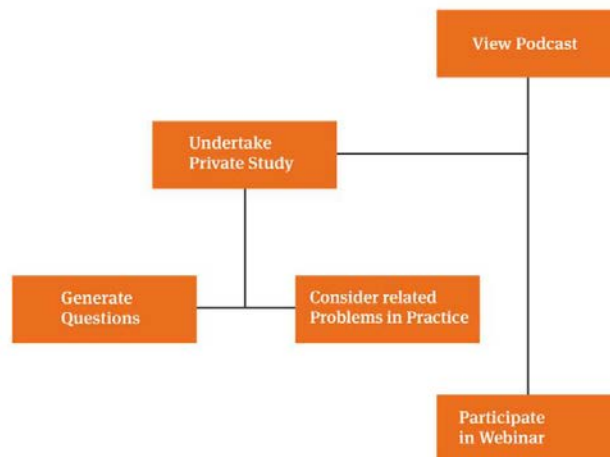 View Podcast
Undertake
Private Study
Generate
Questions
Consider related
Problems in Practice
Participate
in Webinar